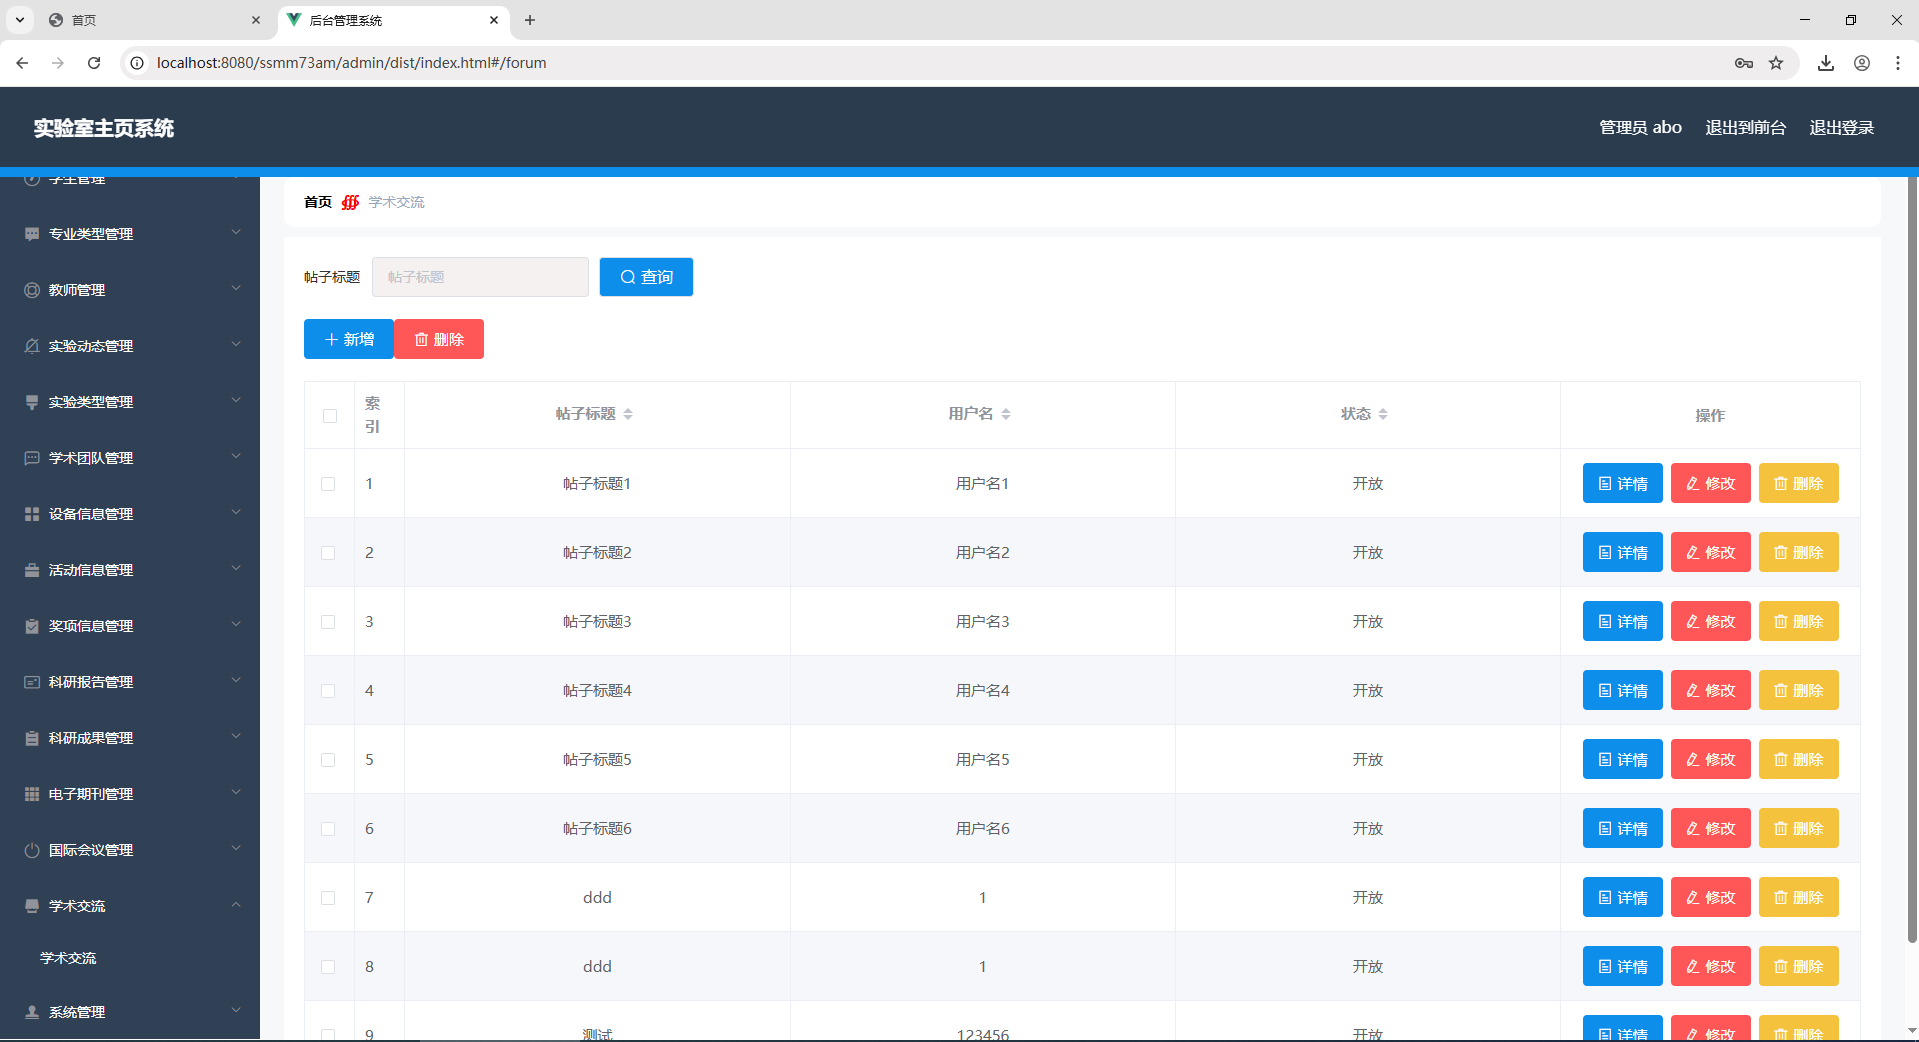 首页
后台管理系统
localhost:8080/ssmm73am/admin/dist/index.html#/forum
实验室主页系统
管理员 abo 退出到前台 退出登录
学生管理
专业类型管理
教师管理
实验动态管理
实验类型管理
学术团队管理
设备信息管理
活动信息管理
奖项信息管理
科研报告管理
科研成果管理
电子期刊管理
国际会议管理
学术交流
学术交流
系统管理
首页 学术交流
帖子标题 帖子标题 查询
新增 删除
索引 帖子标题 用户名 状态 操作
1 帖子标题1 用户名1 开放 详情 修改 删除
2 帖子标题2 用户名2 开放 详情 修改 删除
3 帖子标题3 用户名3 开放 详情 修改 删除
4 帖子标题4 用户名4 开放 详情 修改 删除
5 帖子标题5 用户名5 开放 详情 修改 删除
6 帖子标题6 用户名6 开放 详情 修改 删除
7 ddd 1 开放 详情 修改 删除
8 ddd 1 开放 详情 修改 删除
9 测试 123456 开放 详情 修改 删除